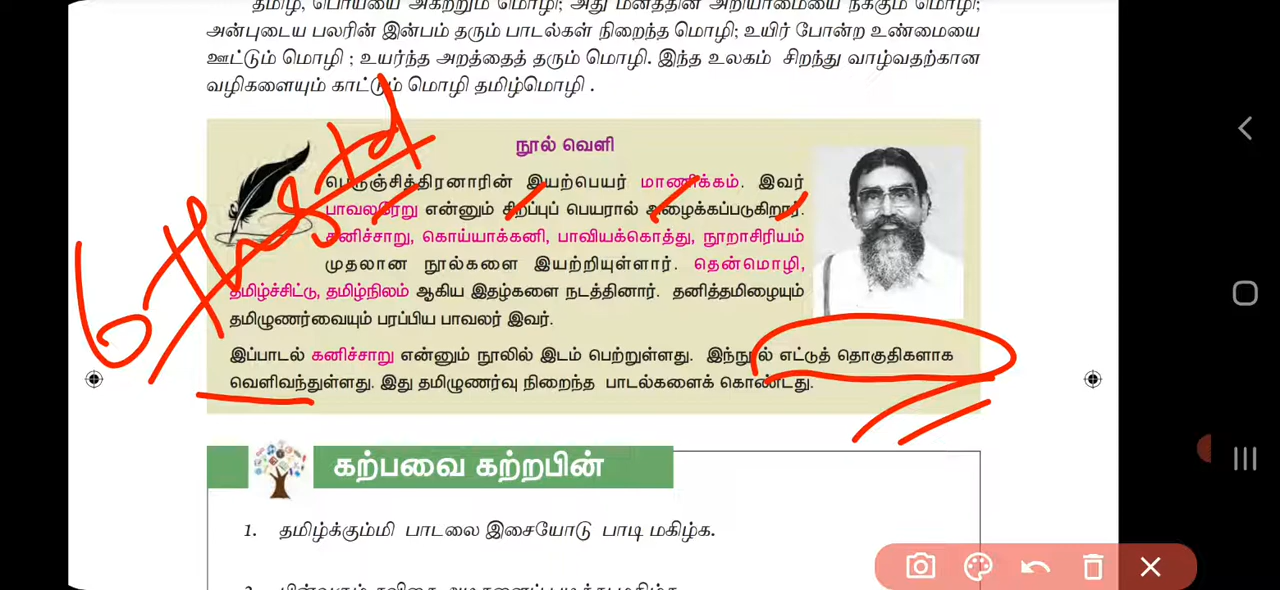 தமிழ், பொய்யை அகற்றும் மொழி; அது மனத்தின் அறியாமையை நீக்கும் மொழி;
அன்புடைய பலரின் இன்பம் தரும் பாடல்கள் நிறைந்த மொழி; உயிர் போன்ற உண்மையை
ஊட்டும் மொழி ; உயர்ந்த அறத்தைத் தரும் மொழி. இந்த உலகம் சிறந்து வாழ்வதற்கான
வழிகளையும் காட்டும் மொழி தமிழ்மொழி .
நூல் வெளி
பெருஞ்சித்திரனாரின் இயற்பெயர் மாணிக்கம். இவர்
பாவலரேறு என்னும் சிறப்புப் பெயரால் அழைக்கப்படுகிறார்.
கனிச்சாறு, கொய்யாக்கனி, பாவியக்கொத்து, நூறாசிரியம்
முதலான நூல்களை இயற்றியுள்ளார். தென்மொழி,
தமிழ்ச்சிட்டு, தமிழ்நிலம் ஆகிய இதழ்களை நடத்தினார். தனித்தமிழையும்
தமிழுணர்வையும் பரப்பிய பாவலர் இவர்.
இப்பாடல் கனிச்சாறு என்னும் நூலில் இடம் பெற்றுள்ளது. இந்நூல் எட்டுத் தொகுதிகளாக
வெளிவந்துள்ளது. இது தமிழுணர்வு நிறைந்த பாடல்களைக் கொண்டது.
6th std
கற்பவை கற்றபின்
1. தமிழ்க்கும்மி பாடலை இசையோடு பாடி மகிழ்க.